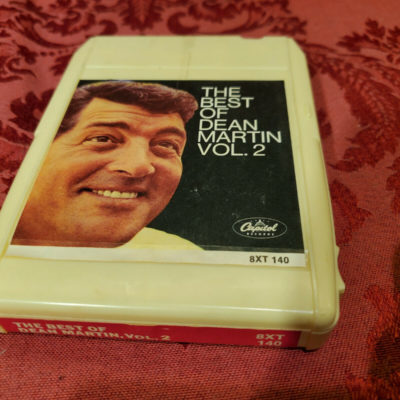 THE
BEST
OF
DEAN
MARTIN
VOL. 2
Capitol
RECORDS
8XT 140
THE BEST OF
DEAN MARTIN, VOL. 2
8XT
140